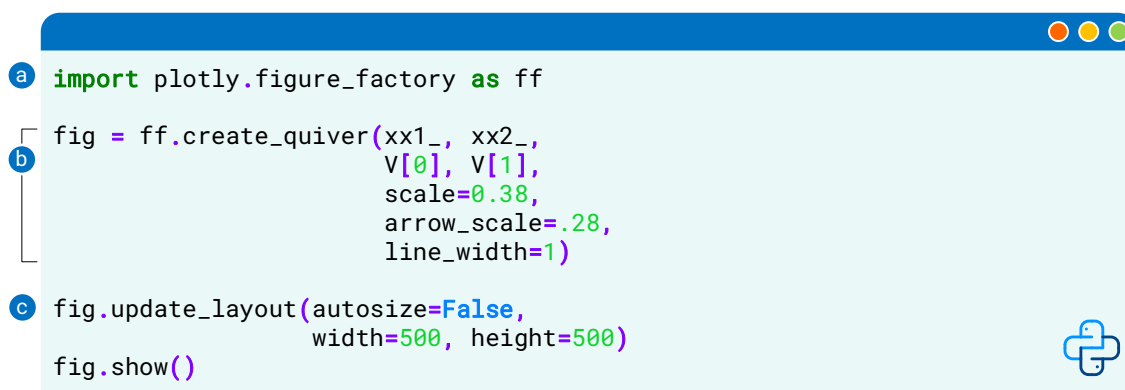 a import plotly.figure_factory as ff
b fig = ff.create_quiver(xx1_, xx2_,
V[0], V[1],
scale=0.38,
arrow_scale=.28,
line_width=1)
c fig.update_layout(autosize=False,
width=500, height=500)
fig.show()